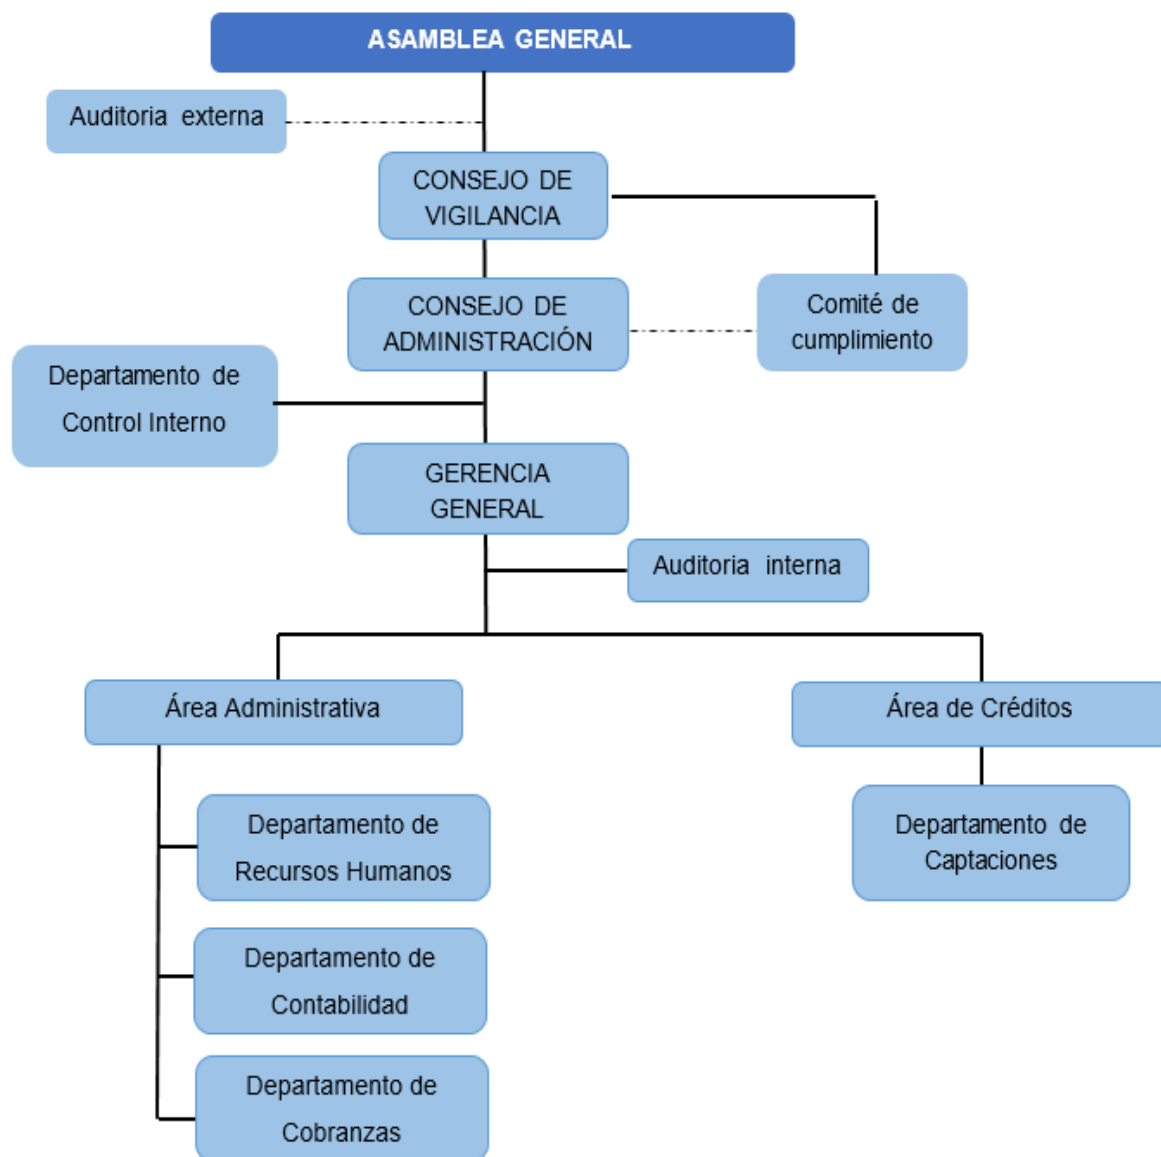 ASAMBLEA GENERAL
Auditoria externa
CONSEJO DE
VIGILANCIA
CONSEJO DE
ADMINISTRACIÓN
Comité de
cumplimiento
Departamento de
Control Interno
GERENCIA
GENERAL
Auditoria interna
Área Administrativa
Área de Créditos
Departamento de
Recursos Humanos
Departamento de
Captaciones
Departamento de
Contabilidad
Departamento de
Cobranzas